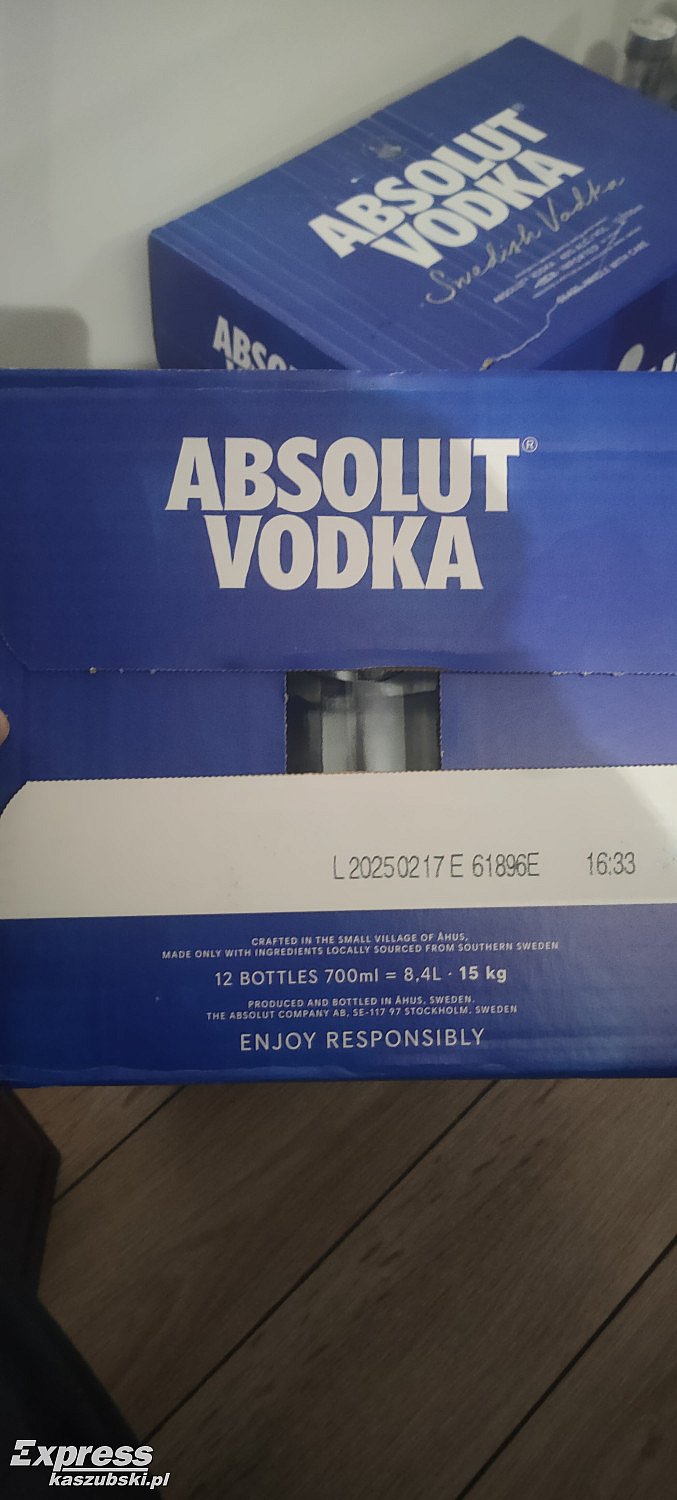 ABSOLUT
VODKA
Swedish Vodka
ABSOLUT
VODKA
L20250217 E 61896E 16:33
CRAFTED IN THE SMALL VILLAGE OF ÅHUS,
MADE ONLY WITH INGREDIENTS LOCALLY SOURCED FROM SOUTHERN SWEDEN
12 BOTTLES 700ml = 8,4L · 15 kg
PRODUCED AND BOTTLED IN ÅHUS, SWEDEN.
THE ABSOLUT COMPANY AB, SE-117 97 STOCKHOLM, SWEDEN
ENJOY RESPONSIBLY
Express
kaszubski.pl